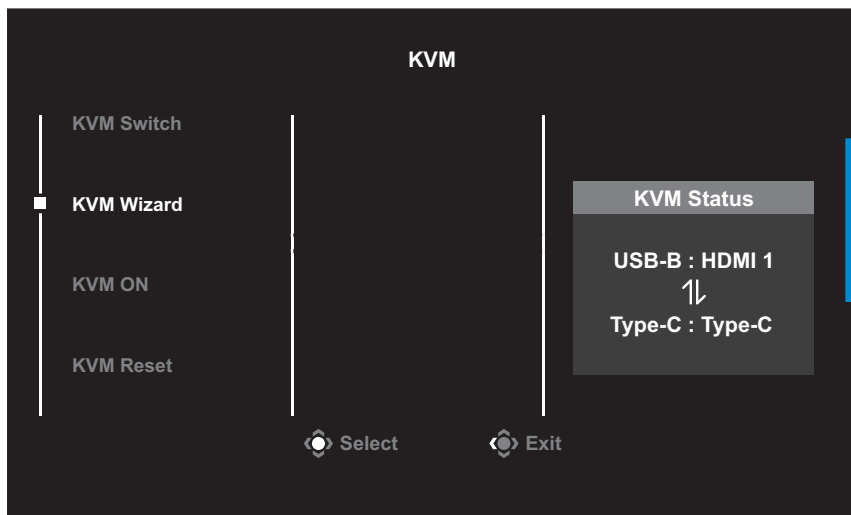 KVM
KVM Switch
KVM Wizard
KVM ON
KVM Reset
KVM Status
USB-B : HDMI 1
Type-C : Type-C
Select
Exit